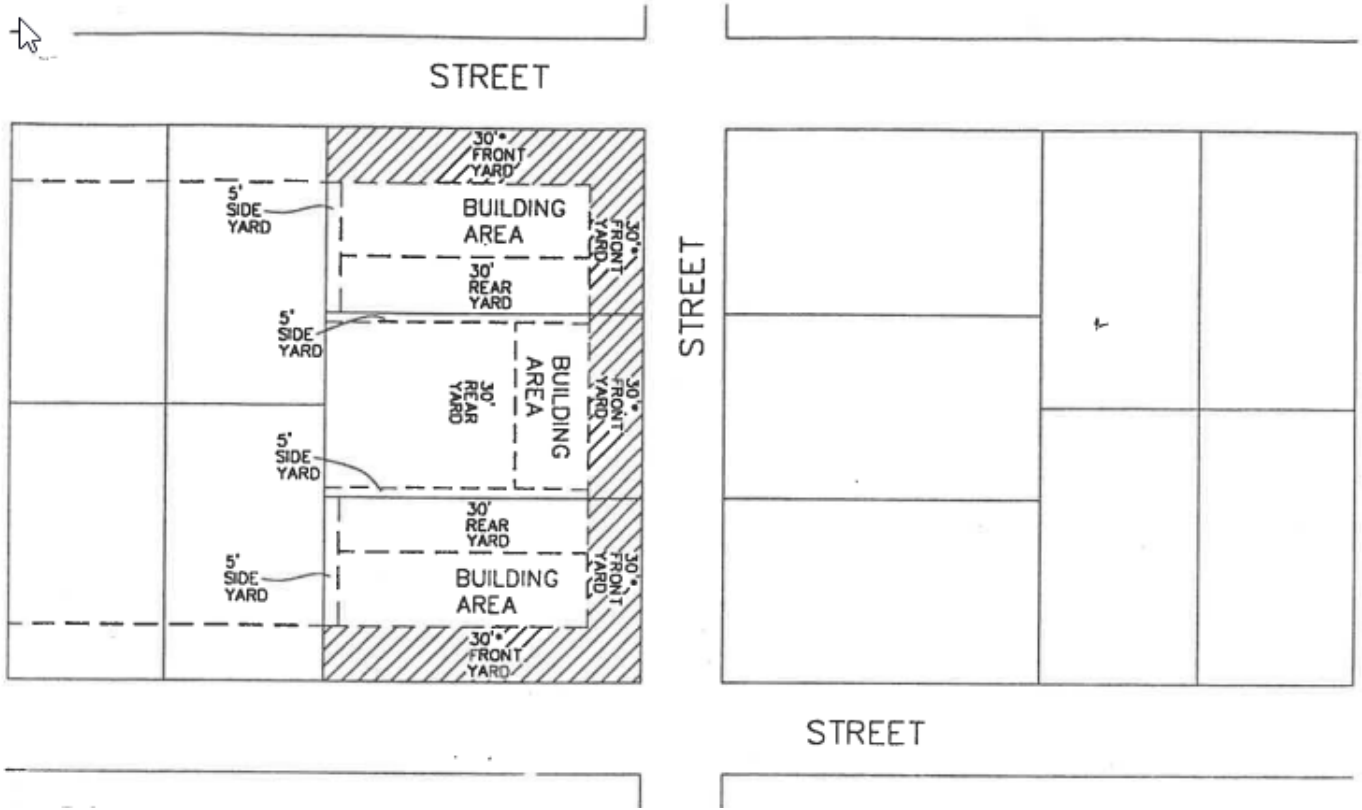 STREET
30'*
FRONT
YARD
5'
SIDE
YARD
BUILDING
AREA
30'*
FRONT
YARD
30'
REAR
YARD
STREET
5'
SIDE
YARD
30'
REAR
YARD
BUILDING
AREA
30'*
FRONT
YARD
5'
SIDE
YARD
30'
REAR
YARD
5'
SIDE
YARD
BUILDING
AREA
30'*
FRONT
YARD
30'*
FRONT
YARD
STREET